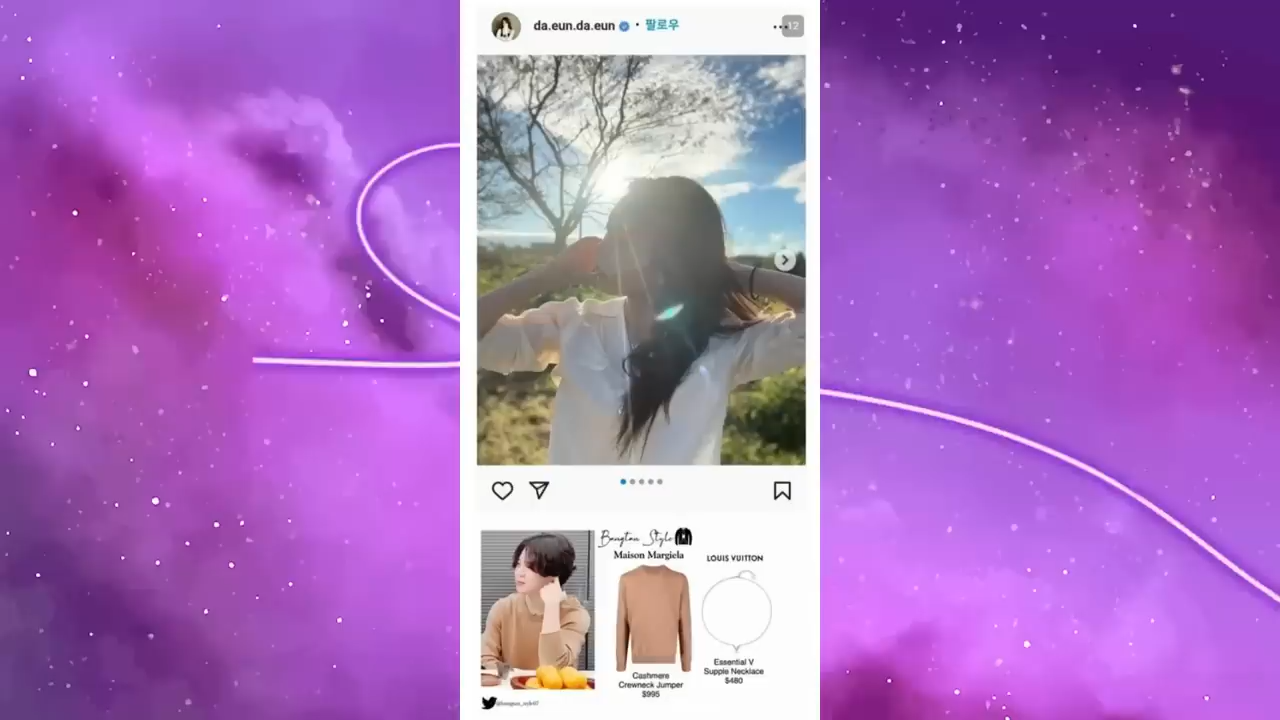 da.eun.da.eun • 팔로우
12
Bangtan Style
Maison Margiela
LOUIS VUITTON
Cashmere
Crewneck Jumper
$995
Essential V
Supple Necklace
$480